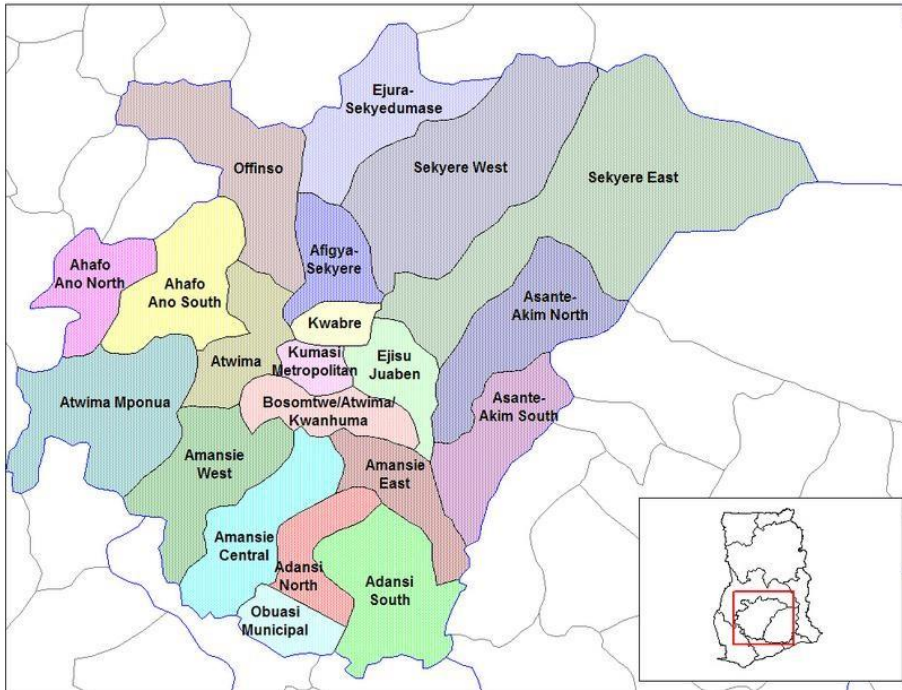 Ejura-
Sekyedumase
Offinso
Sekyere West
Sekyere East
Afigya-
Sekyere
Ahafo
Ano North
Ahafo
Ano South
Asante-
Akim North
Kwabre
Atwima
Kumasi
Metropolitan
Ejisu
Juaben
Atwima Mponua
Bosomtwe/Atwima/
Kwanhuma
Asante-
Akim South
Amansie
West
Amansie
East
Amansie
Central
Adansi
North
Adansi
South
Obuasi
Municipal